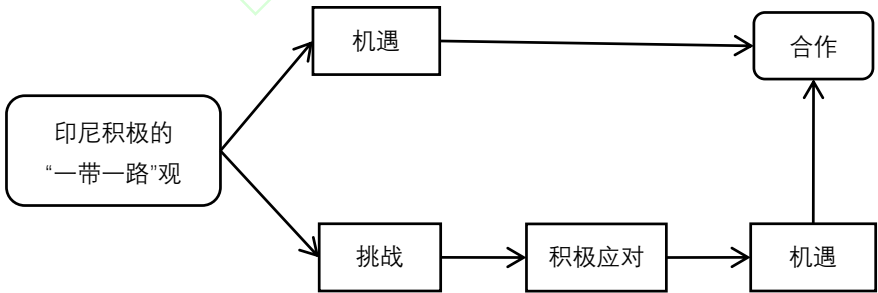 机遇
合作
印尼积极的
“一带一路”观
挑战
积极应对
机遇